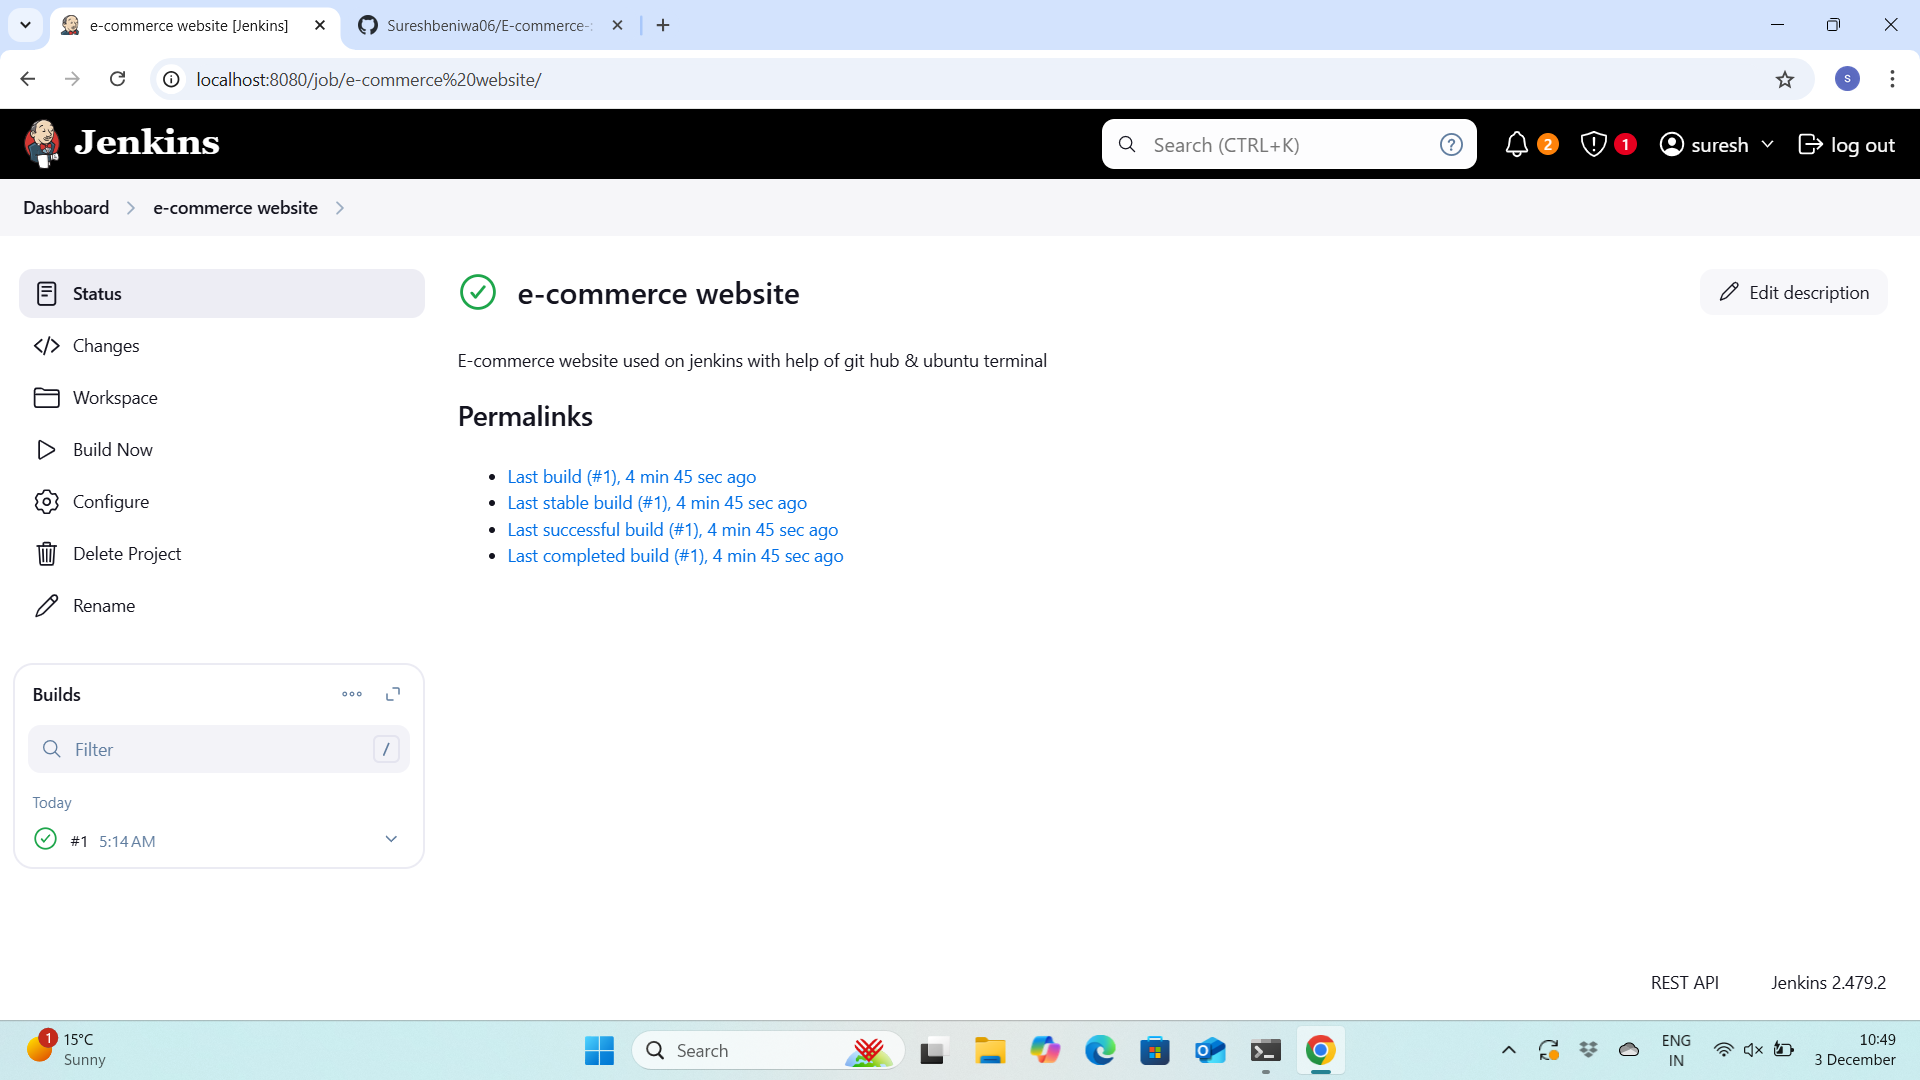 e-commerce website [Jenkins]
Sureshbeniwa06/E-commerce-
localhost:8080/job/e-commerce%20website/
S
Jenkins
Search (CTRL+K)
?
2
1
suresh
log out
Dashboard
e-commerce website
Status
Changes
Workspace
Build Now
Configure
Delete Project
Rename
Builds
Filter
/
Today
#1 5:14 AM
e-commerce website
Edit description
E-commerce website used on jenkins with help of git hub & ubuntu terminal
Permalinks
Last build (#1), 4 min 45 sec ago
Last stable build (#1), 4 min 45 sec ago
Last successful build (#1), 4 min 45 sec ago
Last completed build (#1), 4 min 45 sec ago
REST API
Jenkins 2.479.2
1
15°C
Sunny
Search
ENG
IN
10:49
3 December